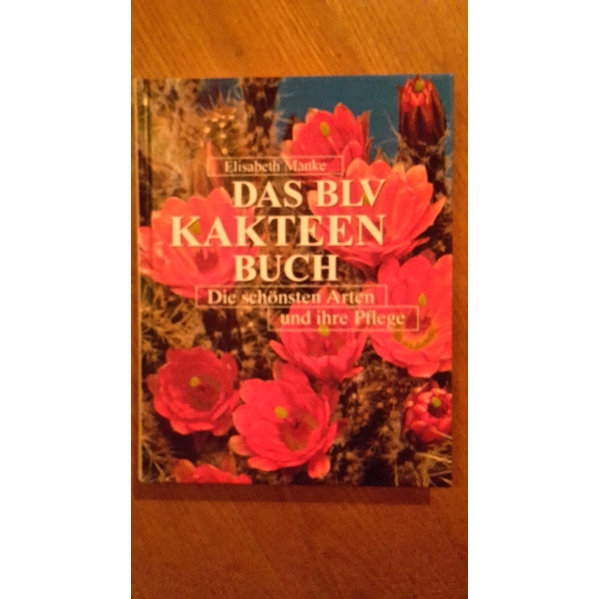 Elisabeth Manke
DAS BLV
KAKTEEN
BUCH
Die schönsten Arten
und ihre Pflege